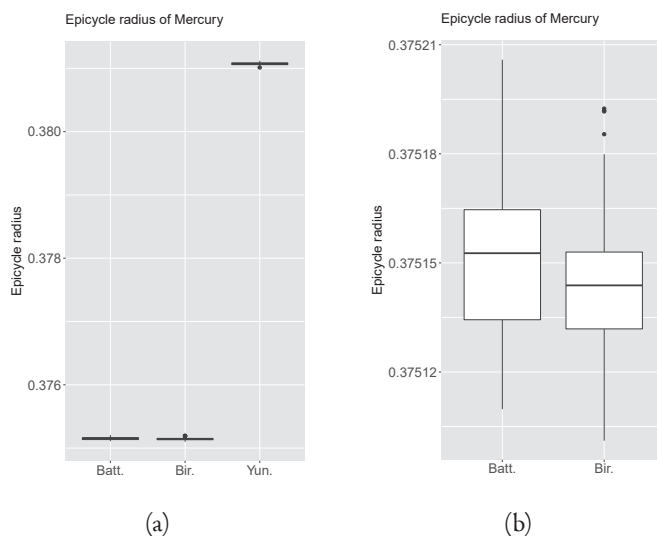 Epicycle radius of Mercury
Epicycle radius
0.380
0.378
0.376
Batt. Bir. Yun.
(a)
Epicycle radius of Mercury
Epicycle radius
0.37521
0.37518
0.37515
0.37512
Batt. Bir.
(b)